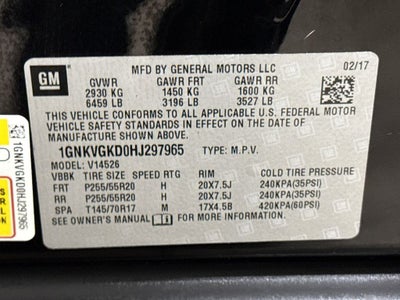 GM
MFD BY GENERAL MOTORS LLC 02/17
GVWR GAWR FRT GAWR RR
2930 KG 1450 KG 1600 KG
6459 LB 3196 LB 3527 LB
THIS VEHICLE CONFORMS TO ALL APPLICABLE U.S. FEDERAL MOTOR
VEHICLE SAFETY, BUMPER, AND THEFT PREVENTION
STANDARDS IN EFFECT ON THE DATE OF
MANUFACTURE SHOWN ABOVE.
1GNKVGKD0HJ297965 TYPE: M.P.V.
MODEL: V14526
VBBK TIRE SIZE SPEED RTG RIM COLD TIRE PRESSURE
FRT P255/55R20 H 20X7.5J 240KPA(35PSI)
RR P255/55R20 H 20X7.5J 240KPA(35PSI)
SPA T145/70R17 M 17X4.5B 420KPA(60PSI)
SEE OWNER'S MANUAL FOR MORE INFORMATION.
1GNKVGKD0HJ297965